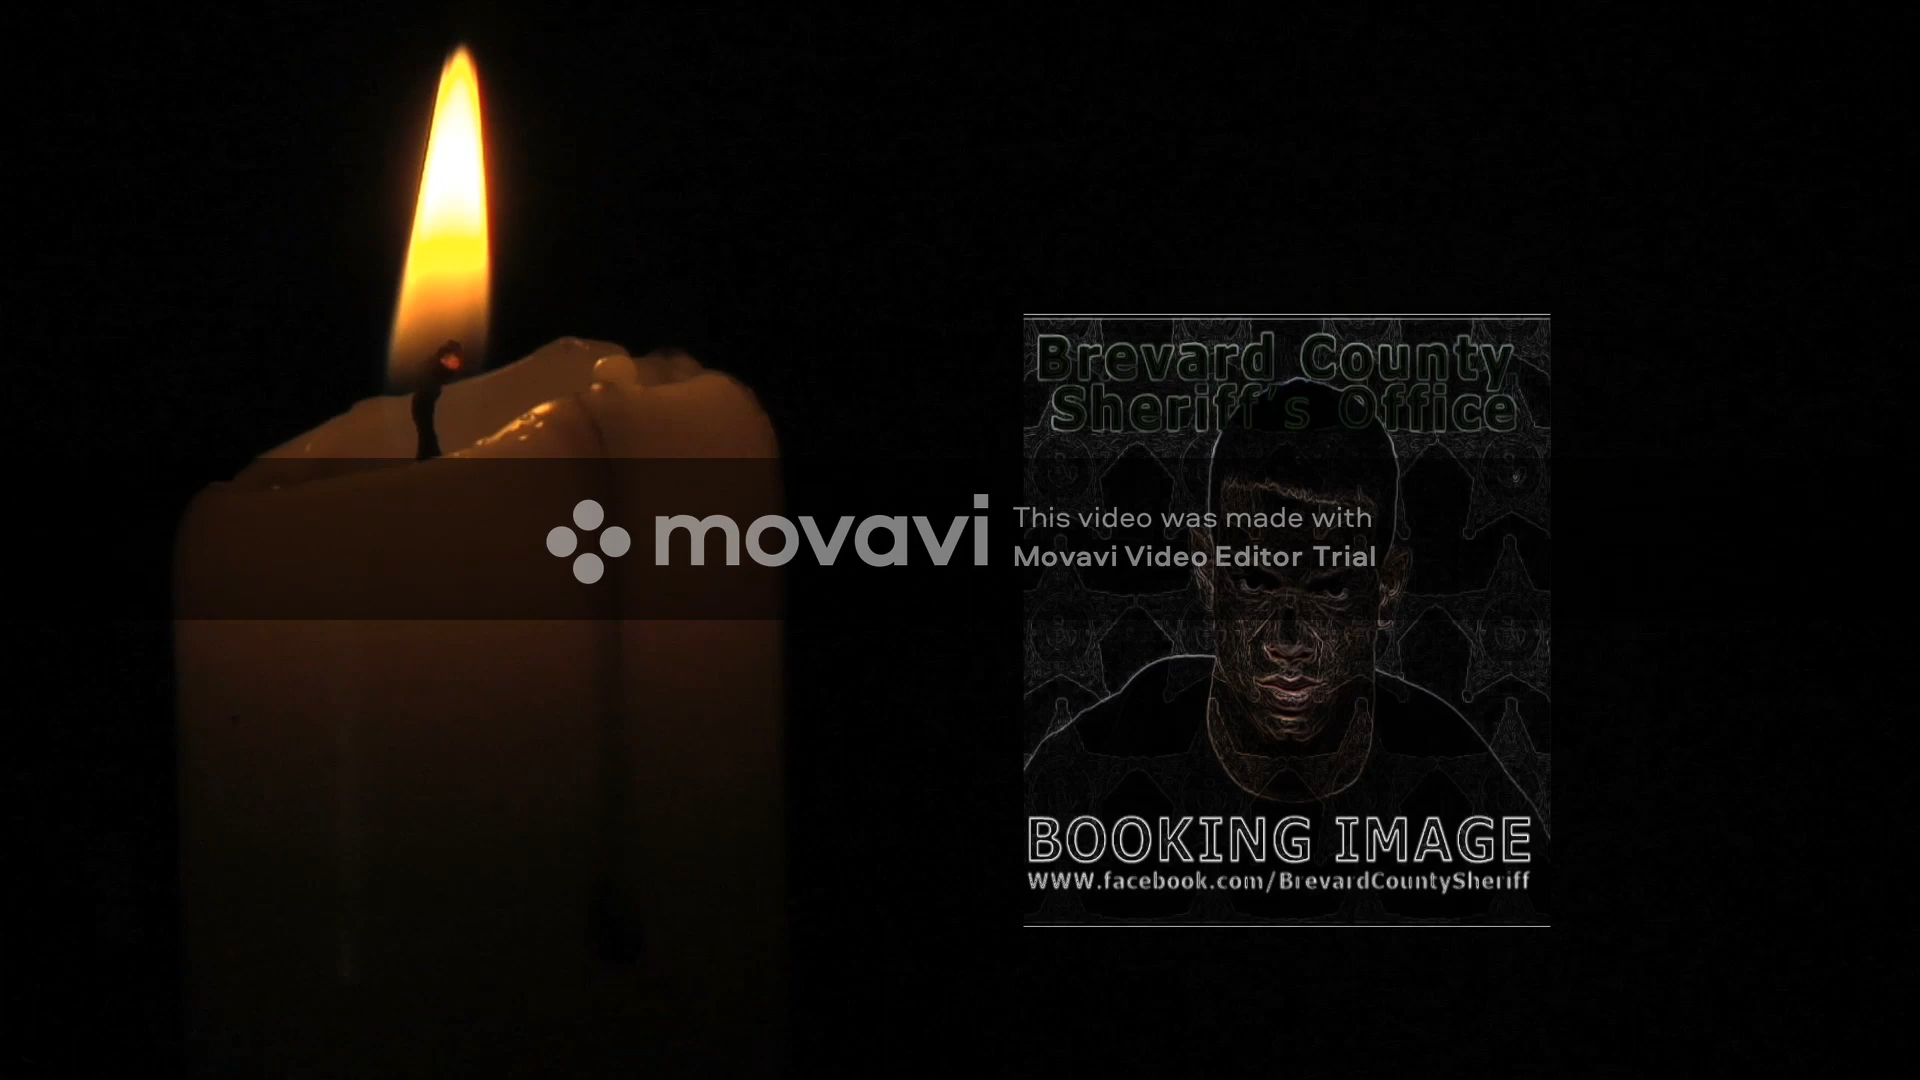 Brevard County
Sheriff's Office
movavi
This video was made with
Movavi Video Editor Trial
BOOKING IMAGE
www.facebook.com/BrevardCountySheriff